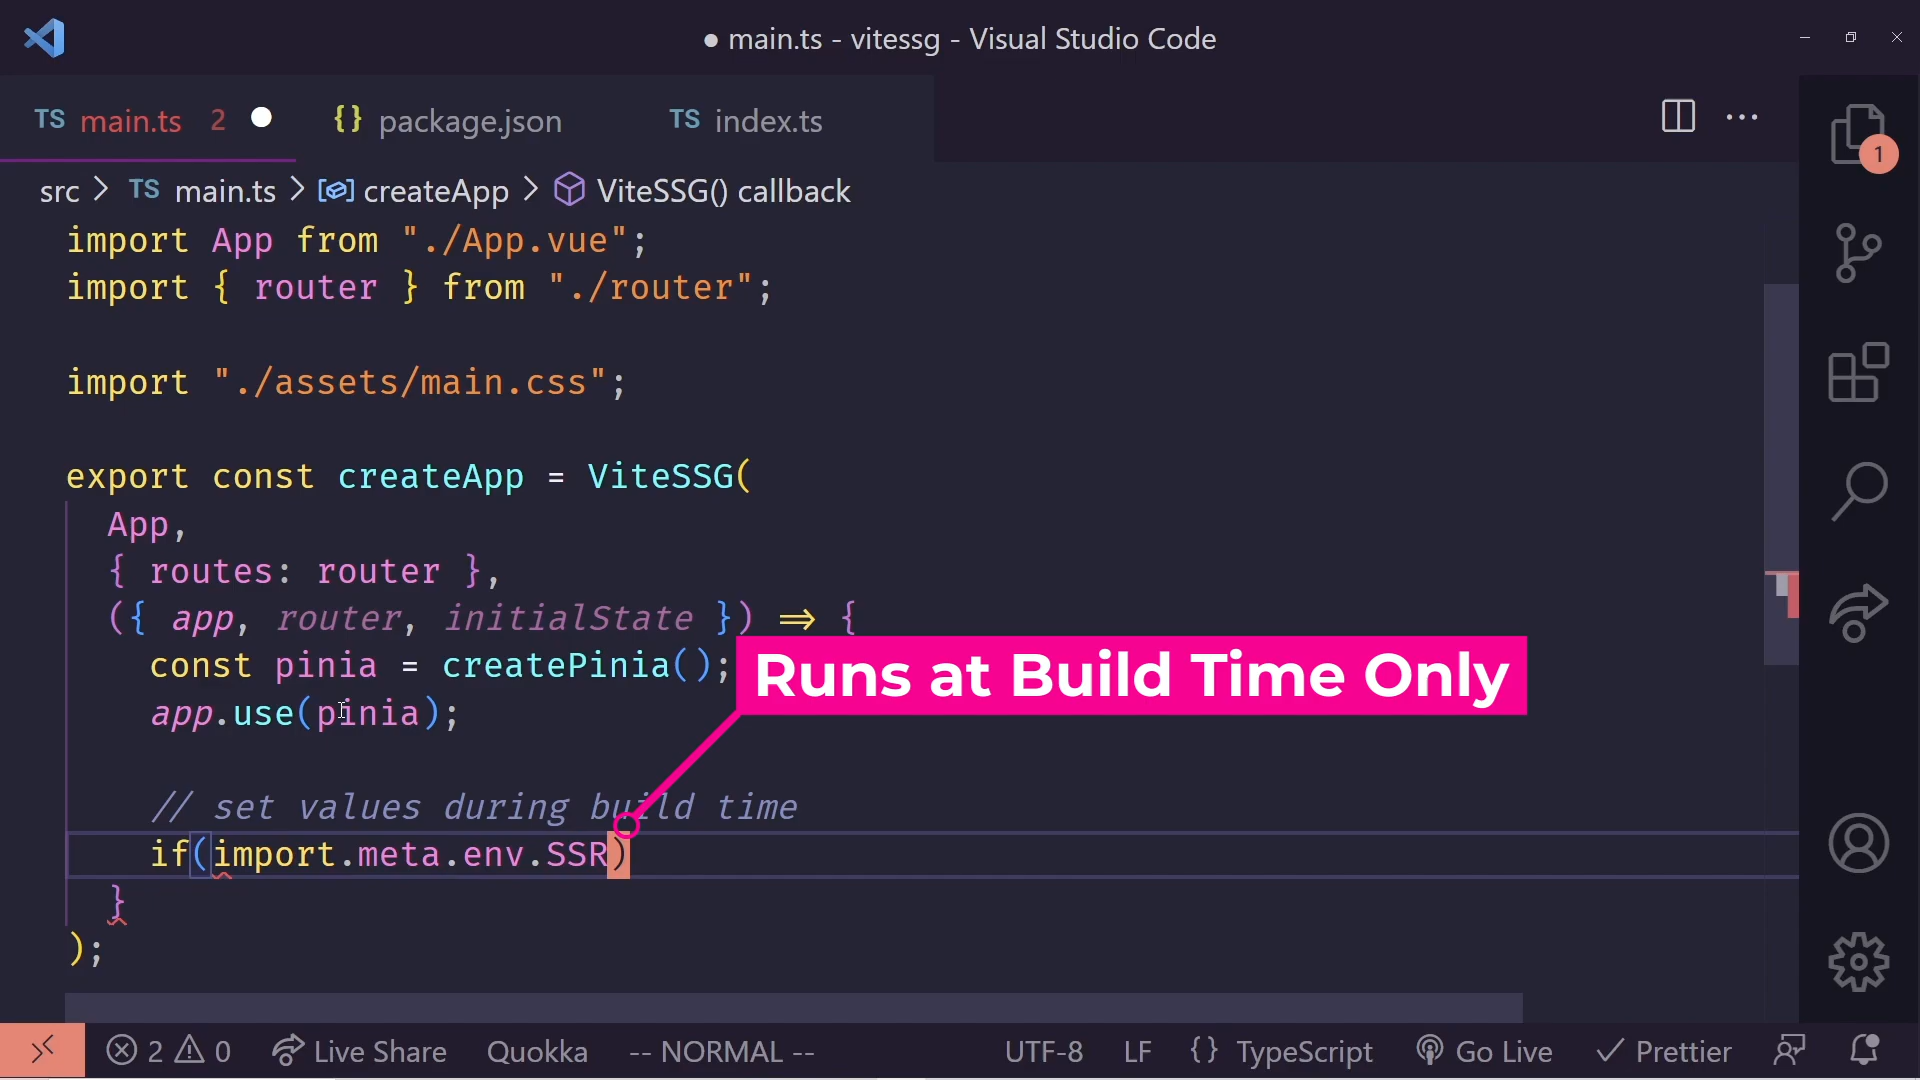 ● main.ts - vitessg - Visual Studio Code
TS main.ts 2 ● {} package.json TS index.ts
src > TS main.ts > createApp > ViteSSG() callback
1
import App from "./App.vue";
import { router } from "./router";
import "./assets/main.css";
export const createApp = ViteSSG(
App,
{ routes: router },
({ app, router, initialState }) ⇒ {
const pinia = createPinia();
Runs at Build Time Only
app.use(pinia);
// set values during build time
if(import.meta.env.SSR)
}
);
2 0 Live Share Quokka -- NORMAL -- UTF-8 LF {} TypeScript Go Live Prettier